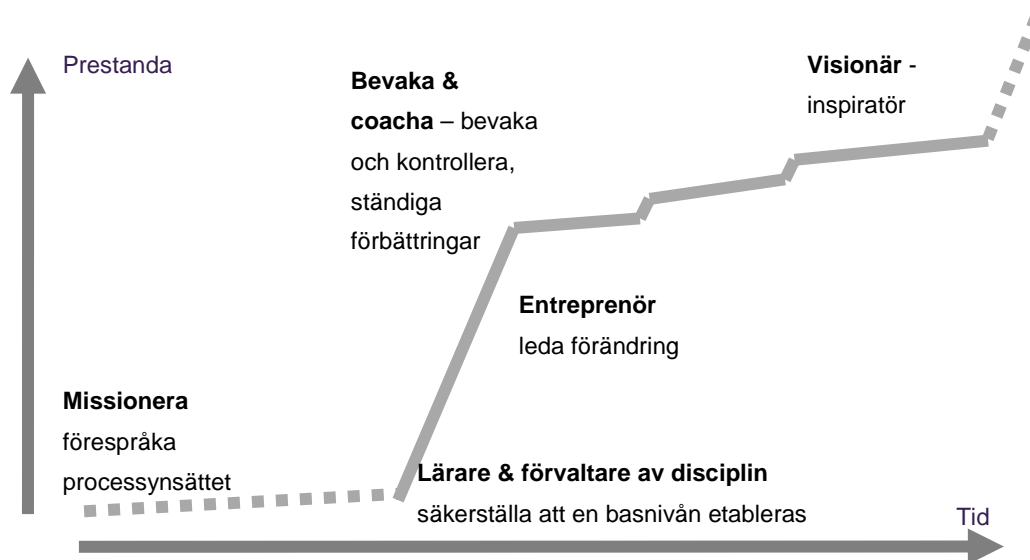 Prestanda
Bevaka &
coacha – bevaka
och kontrollera,
ständiga
förbättringar
Visionär -
inspiratör
Entreprenör
leda förändring
Missionera
förespråka
processynsättet
Lärare & förvaltare av disciplin
säkerställa att en basnivån etableras
Tid